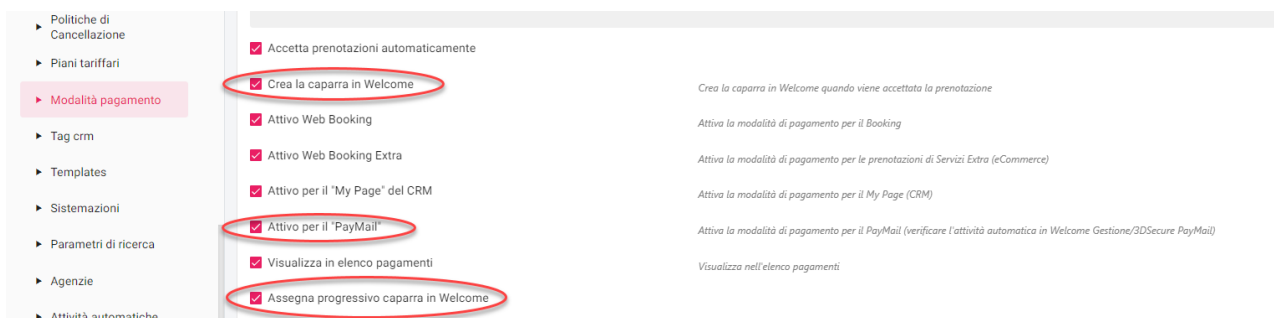 Politiche di
Cancellazione
Piani tariffari
Modalità pagamento
Tag crm
Templates
Sistemazioni
Parametri di ricerca
Agenzie
Attività automatiche
Accetta prenotazioni automaticamente
Crea la caparra in Welcome
Crea la caparra in Welcome quando viene accettata la prenotazione
Attivo Web Booking
Attiva la modalità di pagamento per il Booking
Attivo Web Booking Extra
Attiva la modalità di pagamento per le prenotazioni di Servizi Extra (eCommerce)
Attivo per il "My Page" del CRM
Attiva la modalità di pagamento per il My Page (CRM)
Attivo per il "PayMail"
Attiva la modalità di pagamento per il PayMail (verificare l'attività automatica in Welcome Gestione/3DSecure PayMail)
Visualizza in elenco pagamenti
Visualizza nell'elenco pagamenti
Assegna progressivo caparra in Welcome